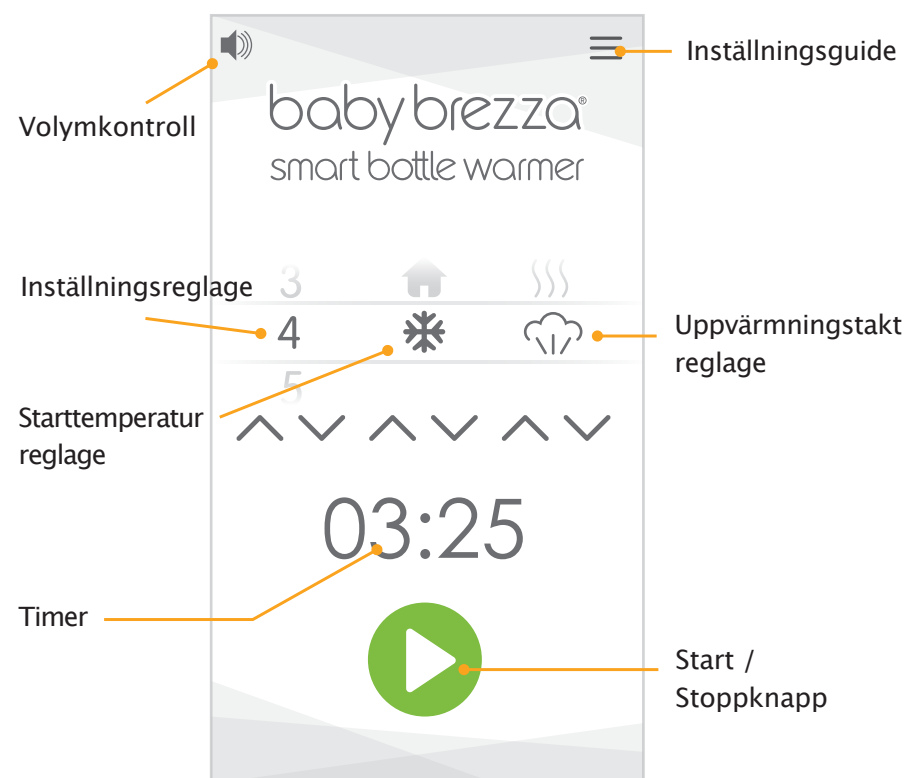 Inställningsguide
Volymkontroll
baby brezza®
smart bottle warmer
Inställningsreglage
3
4
5
Uppvärmningstakt
reglage
Starttemperatur
reglage
03:25
Timer
Start /
Stoppknapp